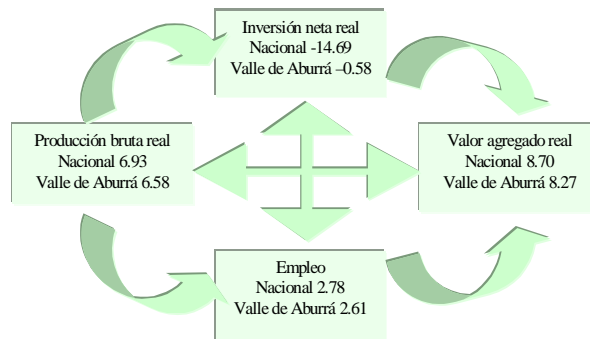 Inversión neta real
Nacional -14.69
Valle de Aburrá –0.58
Producción bruta real
Nacional 6.93
Valle de Aburrá 6.58
Valor agregado real
Nacional 8.70
Valle de Aburrá 8.27
Empleo
Nacional 2.78
Valle de Aburrá 2.61